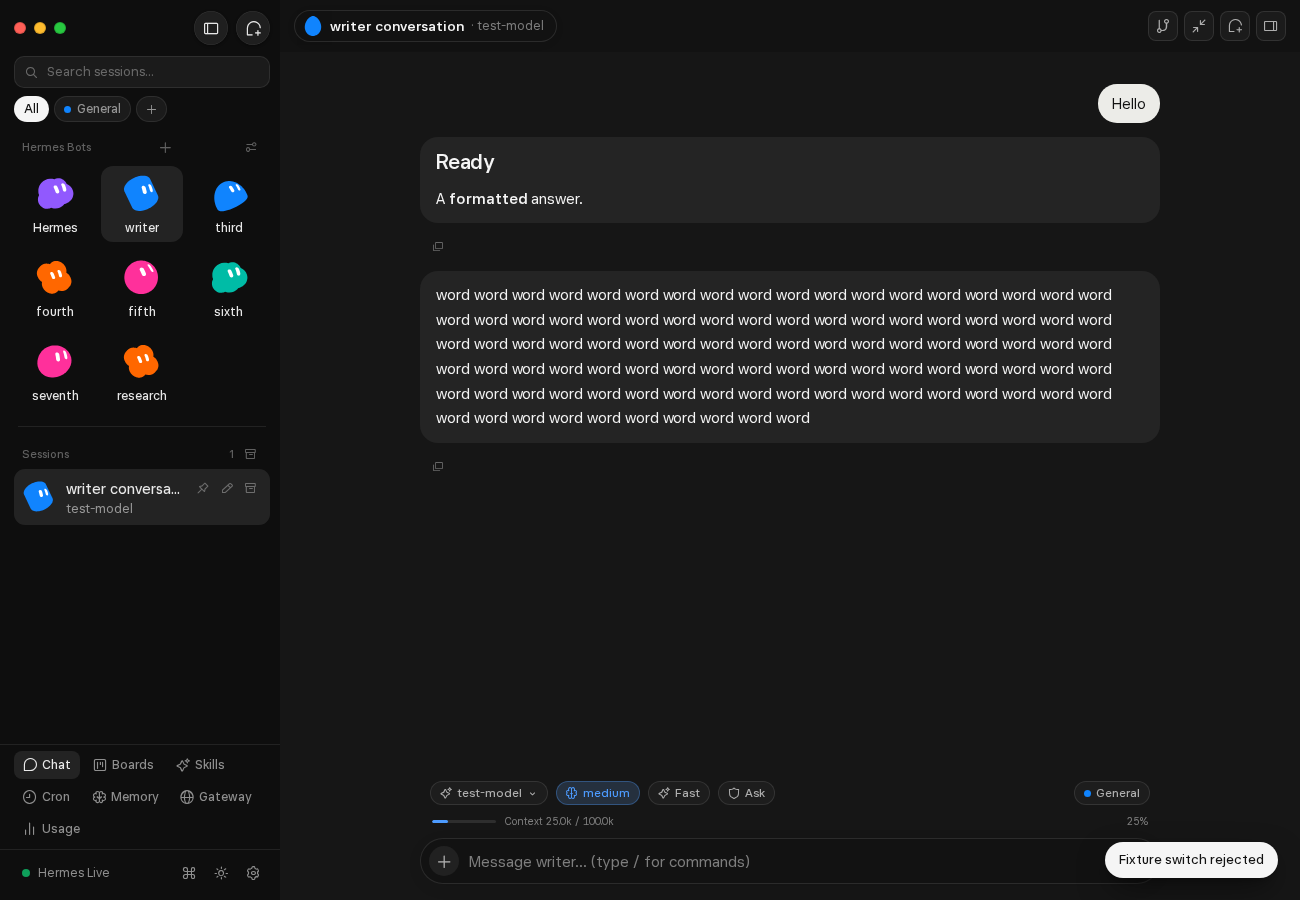 Search sessions...
All
General
Hermes Bots
Hermes
writer
third
fourth
fifth
sixth
seventh
research
Sessions
1
writer conversa...
test-model
Chat
Boards
Skills
Cron
Memory
Gateway
Usage
Hermes Live
writer conversation · test-model
Hello
Ready
A formatted answer.
word word word word word word word word word word word word word word word word word word
word word word word word word word word word word word word word word word word word word
word word word word word word word word word word word word word word word word word word
word word word word word word word word word word word word word word word word word word
word word word word word word word word word word word word word word word word word word
word word word word word word word word word word
test-model
medium
Fast
Ask
General
Context 25.0k / 100.0k
25%
Message writer... (type / for commands)
Fixture switch rejected